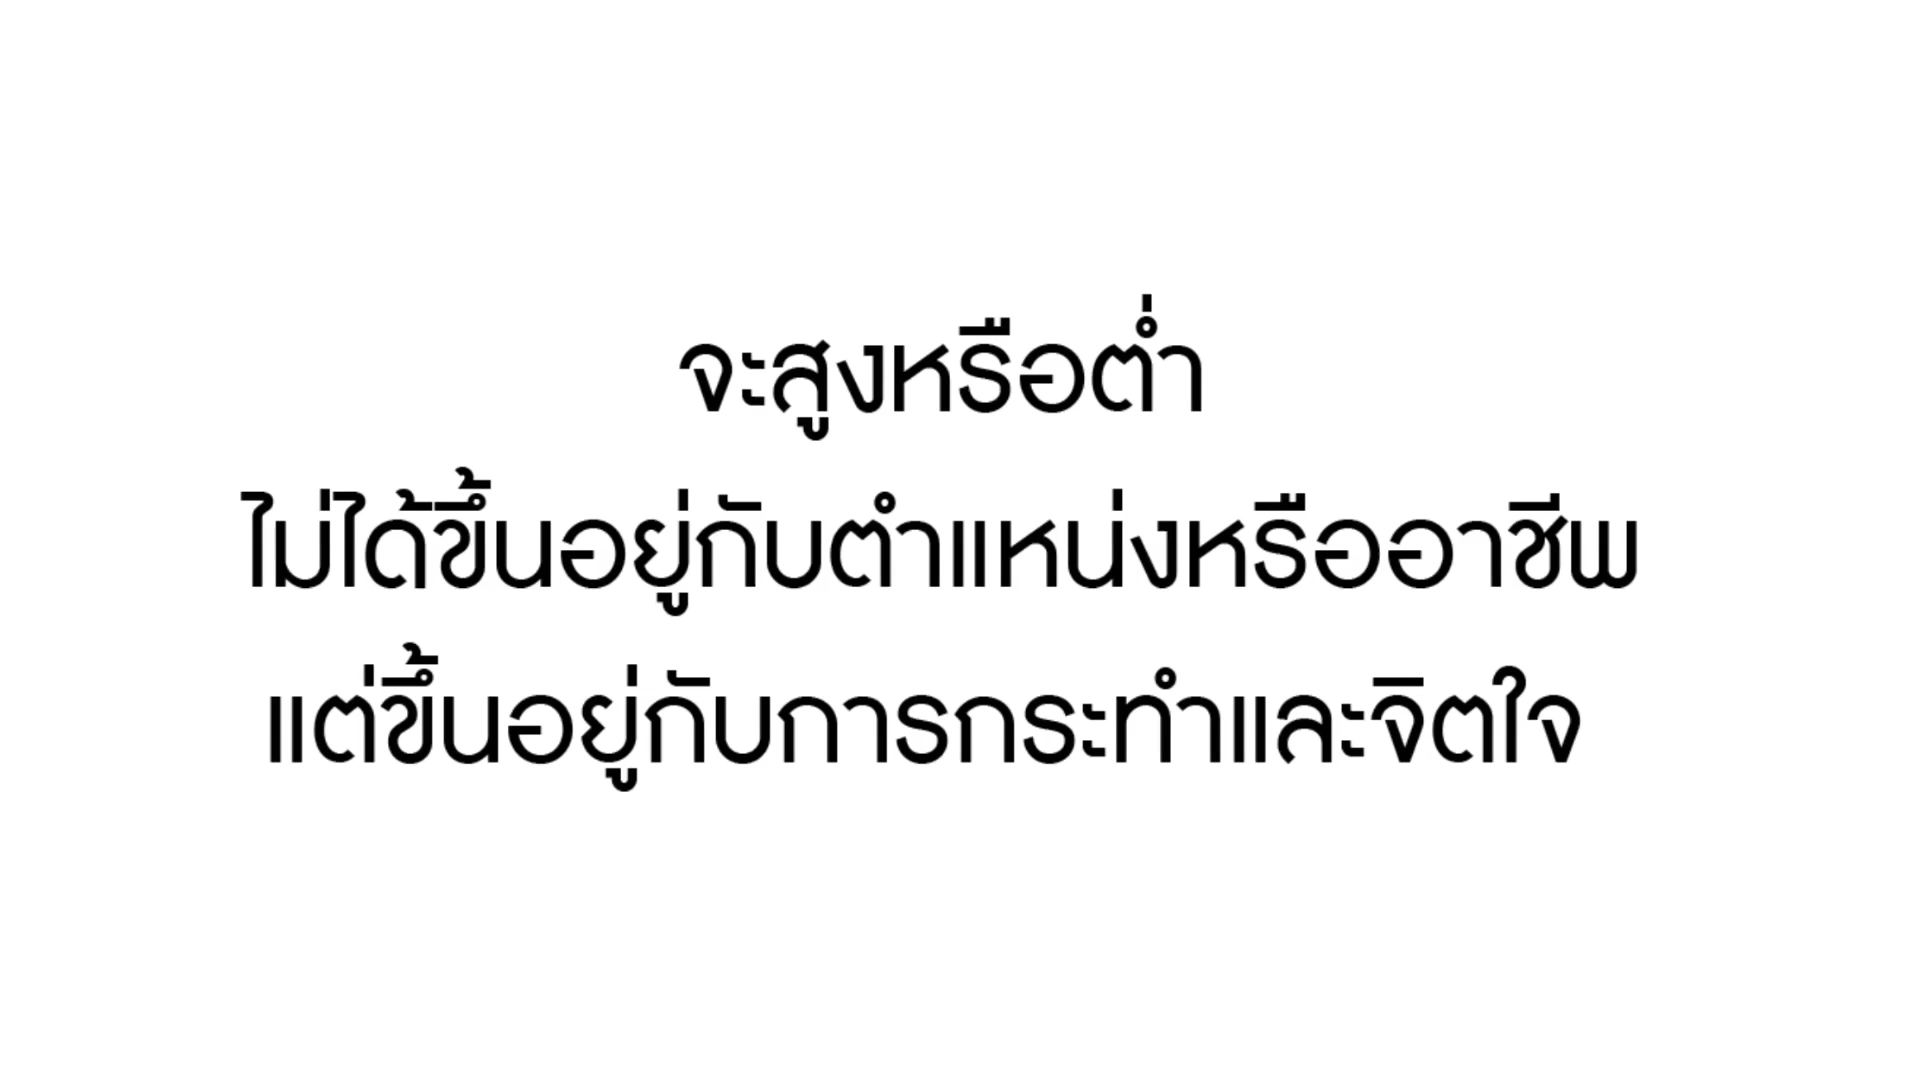 จะสูงหรือต่ำ
ไม่ได้ขึ้นอยู่กับตำแหน่งหรืออาชีพ
แต่ขึ้นอยู่กับการกระทำและจิตใจ